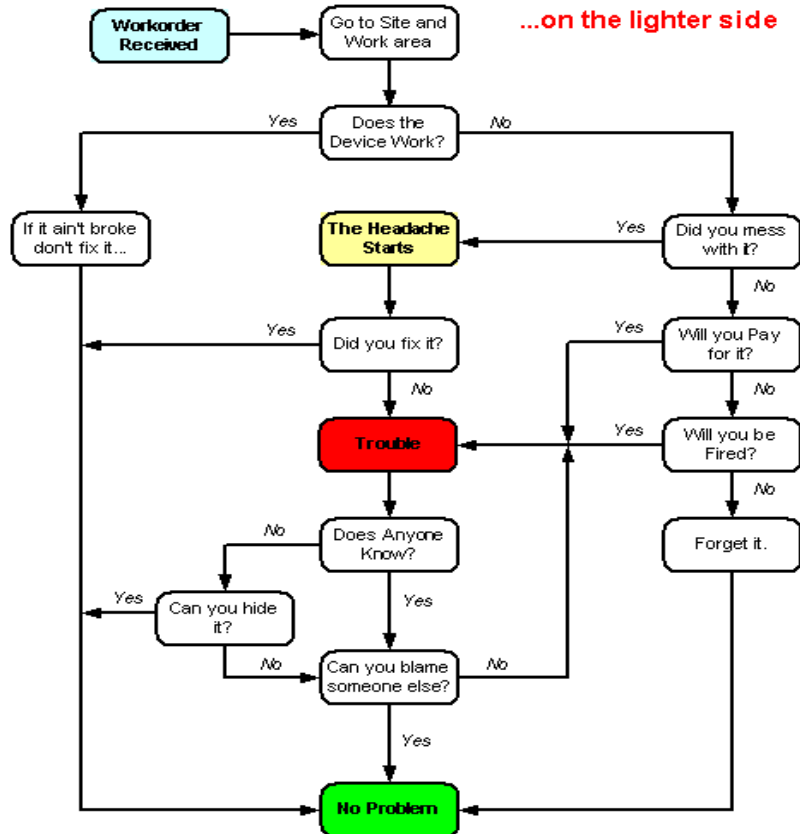 ...on the lighter side
Workorder
Received
Go to Site and
Work area
Does the
Device Work?
Yes
No
If it ain't broke
don't fix it...
The Headache
Starts
Yes
Did you mess
with it?
No
Yes
Did you fix it?
No
Yes
Will you Pay
for it?
No
Trouble
Yes
Will you be
Fired?
No
No
Does Anyone
Know?
Yes
Forget it.
Yes
Can you hide
it?
No
Can you blame
someone else?
No
Yes
No Problem